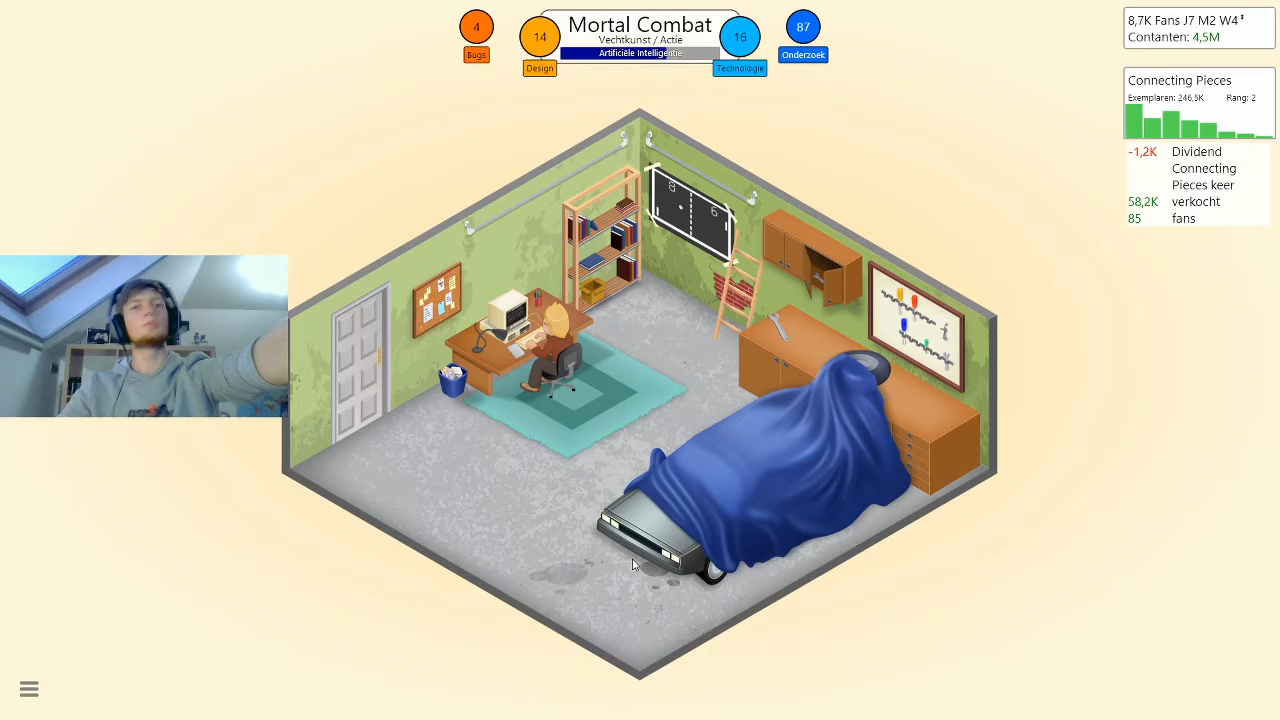 4
Bugs
14
Design
Mortal Combat
Vechtkunst / Actie
Artificiële Intelligentie
16
Technologie
87
Onderzoek
8,7K Fans J7 M2 W4
Contanten: 4,5M
Connecting Pieces
Exemplaren: 246,5K Rang: 2
-1,2K Dividend
Connecting
Pieces keer
58,2K verkocht
85 fans